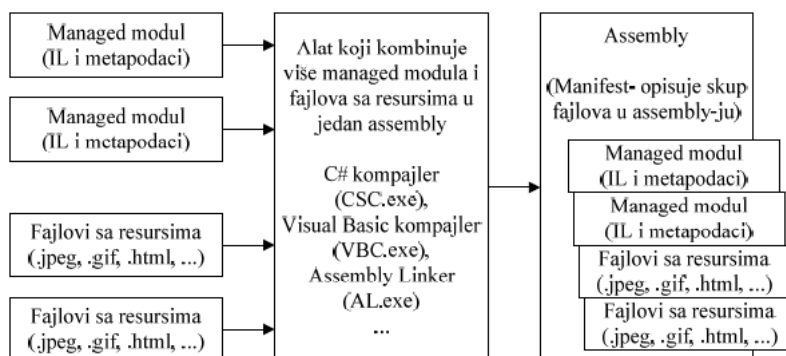 Managed modul
(IL i metapodaci)
Managed modul
(IL i metapodaci)
Fajlovi sa resursima
(.jpeg, .gif, .html, ...)
Fajlovi sa resursima
(.jpeg, .gif, .html, ...)
Alat koji kombinuje
više managed modula i
fajlova sa resursima u
jedan assembly
C# kompajler
(CSC.exe),
Visual Basic kompajler
(VBC.exe),
Assembly Linker
(AL.exe)
...
Assembly
(Manifest- opisuje skup
fajlova u assembly-ju)
Managed modul
(IL i metapodaci)
Managed modul
(IL i metapodaci)
Fajlovi sa resursima
(.jpeg, .gif, .html, ...)
Fajlovi sa resursima
(.jpeg, .gif, .html, ...)